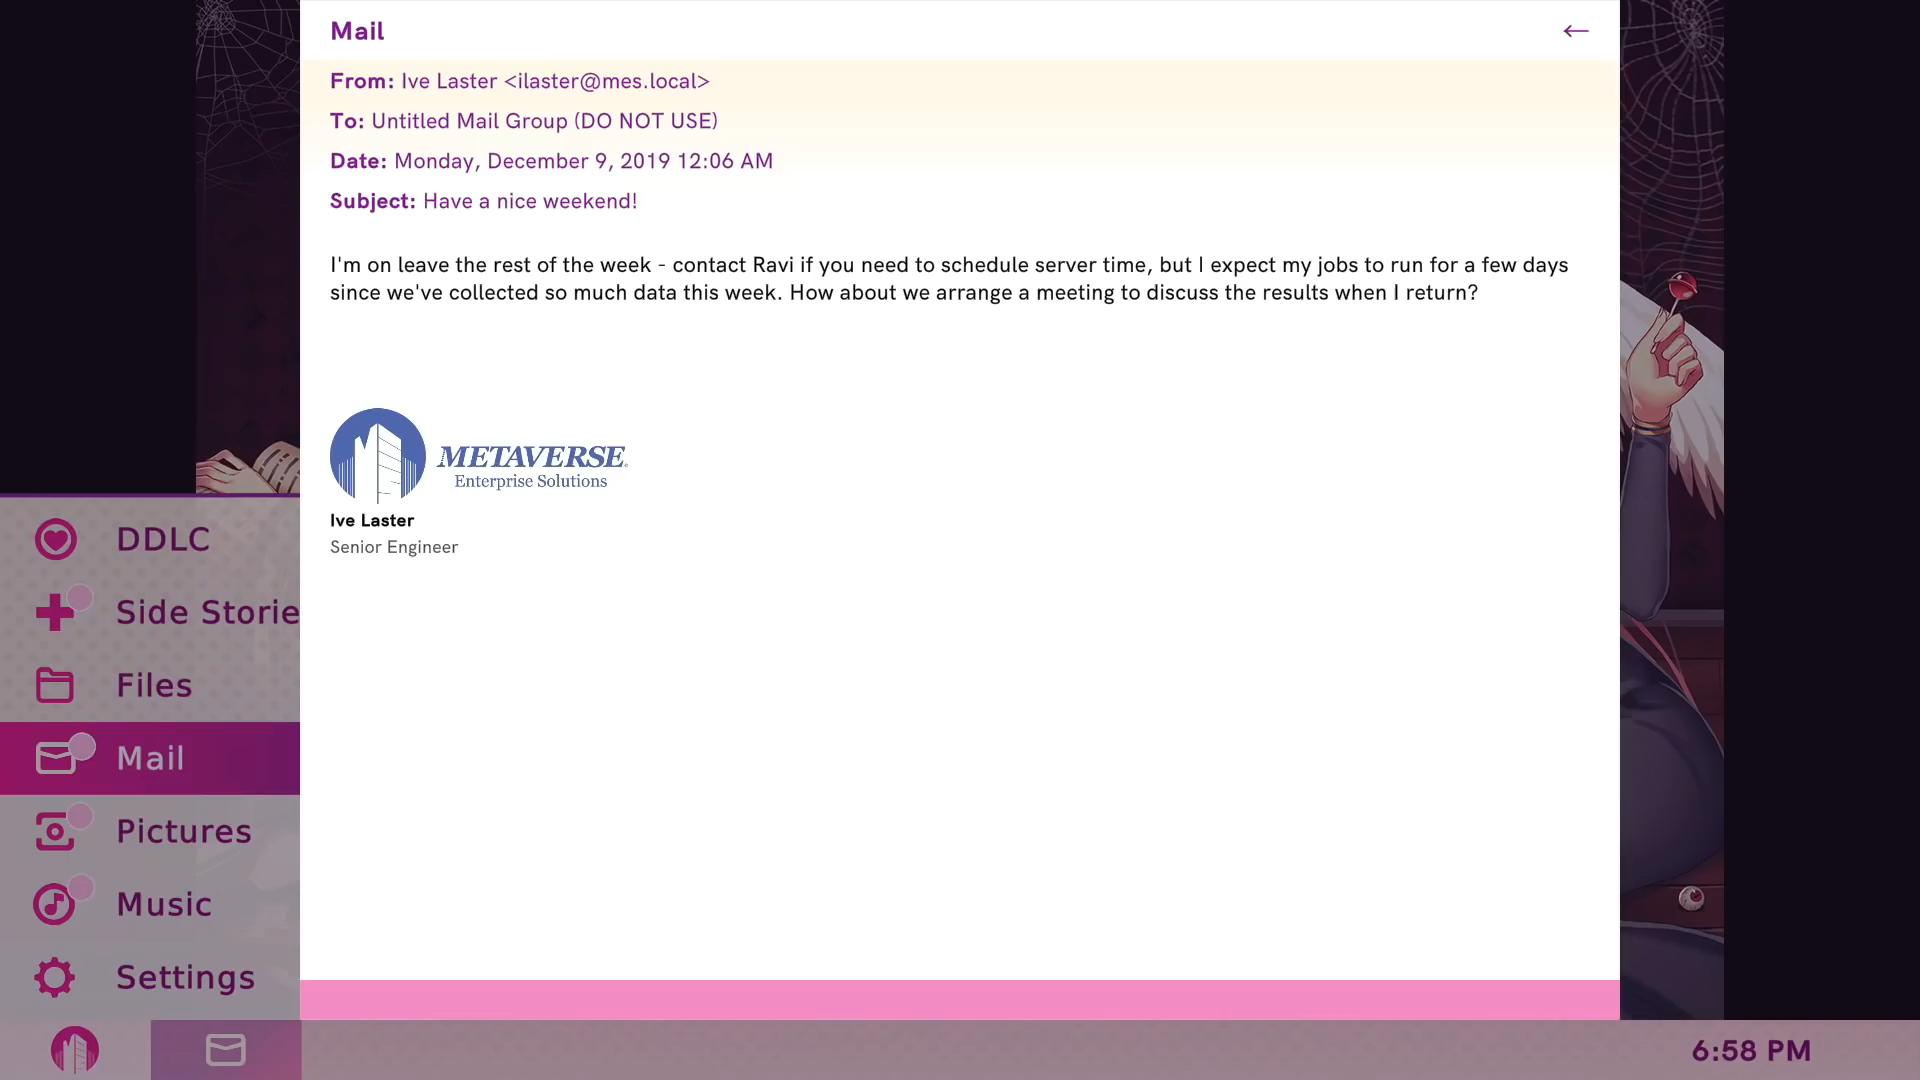 Mail
From: Ive Laster <ilaster@mes.local>
To: Untitled Mail Group (DO NOT USE)
Date: Monday, December 9, 2019 12:06 AM
Subject: Have a nice weekend!
I'm on leave the rest of the week - contact Ravi if you need to schedule server time, but I expect my jobs to run for a few days
since we've collected so much data this week. How about we arrange a meeting to discuss the results when I return?
METAVERSE
Enterprise Solutions
Ive Laster
Senior Engineer
DDLC
Side Storie
Files
Mail
Pictures
Music
Settings
6:58 PM